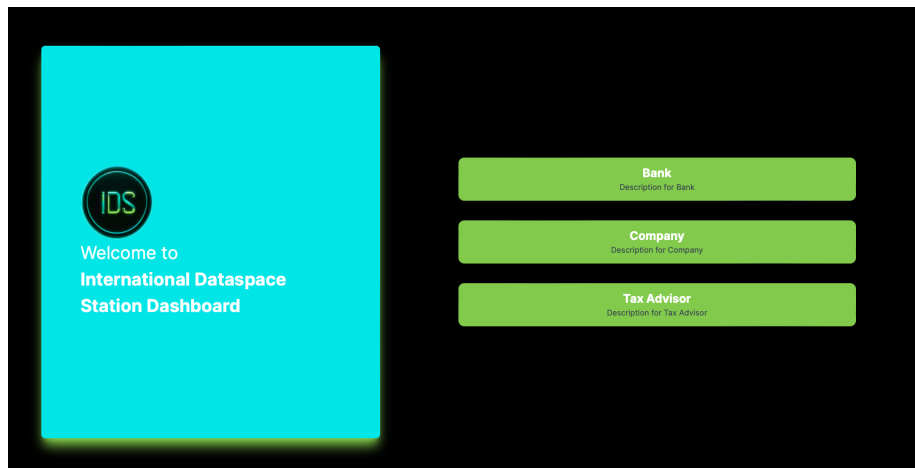 IDS
Welcome to
International Dataspace
Station Dashboard
Bank
Description for Bank
Company
Description for Company
Tax Advisor
Description for Tax Advisor